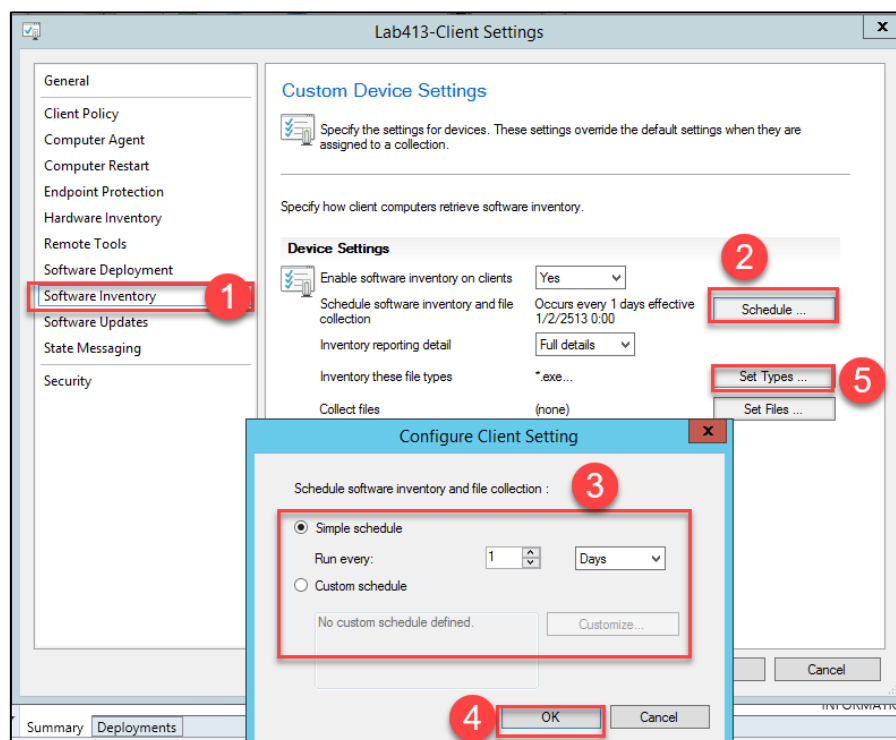 Lab413-Client Settings
x
General
Client Policy
Computer Agent
Computer Restart
Endpoint Protection
Hardware Inventory
Remote Tools
Software Deployment
Software Inventory
1
Software Updates
State Messaging
Security
Custom Device Settings
Specify the settings for devices. These settings override the default settings when they are
assigned to a collection.
Specify how client computers retrieve software inventory.
Device Settings
2
Enable software inventory on clients Yes
Schedule software inventory and file Occurs every 1 days effective Schedule ...
collection 1/2/2513 0:00
Inventory reporting detail Full details
Inventory these file types *.exe... Set Types ... 5
Collect files (none) Set Files ...
Configure Client Setting x
Schedule software inventory and file collection : 3
Simple schedule
Run every: 1 Days
Custom schedule
No custom schedule defined. Customize...
4 OK Cancel
Cancel
Summary Deployments